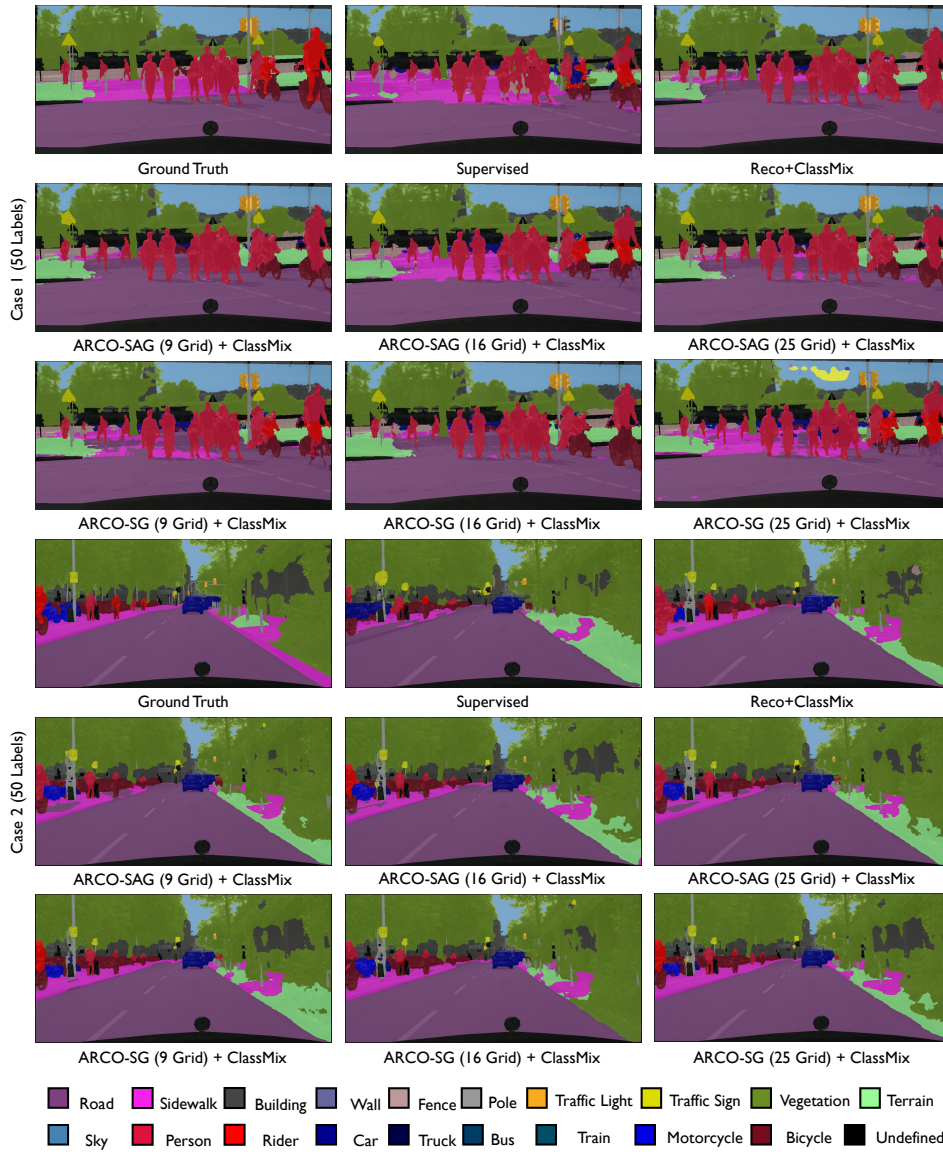 Ground Truth
Supervised
Reco+ClassMix
Case 1 (50 Labels)
ARCO-SAG (9 Grid) + ClassMix
ARCO-SAG (16 Grid) + ClassMix
ARCO-SAG (25 Grid) + ClassMix
ARCO-SG (9 Grid) + ClassMix
ARCO-SG (16 Grid) + ClassMix
ARCO-SG (25 Grid) + ClassMix
Ground Truth
Supervised
Reco+ClassMix
Case 2 (50 Labels)
ARCO-SAG (9 Grid) + ClassMix
ARCO-SAG (16 Grid) + ClassMix
ARCO-SAG (25 Grid) + ClassMix
ARCO-SG (9 Grid) + ClassMix
ARCO-SG (16 Grid) + ClassMix
ARCO-SG (25 Grid) + ClassMix
Road Sidewalk Building Wall Fence Pole Traffic Light Traffic Sign Vegetation Terrain
Sky Person Rider Car Truck Bus Train Motorcycle Bicycle Undefined